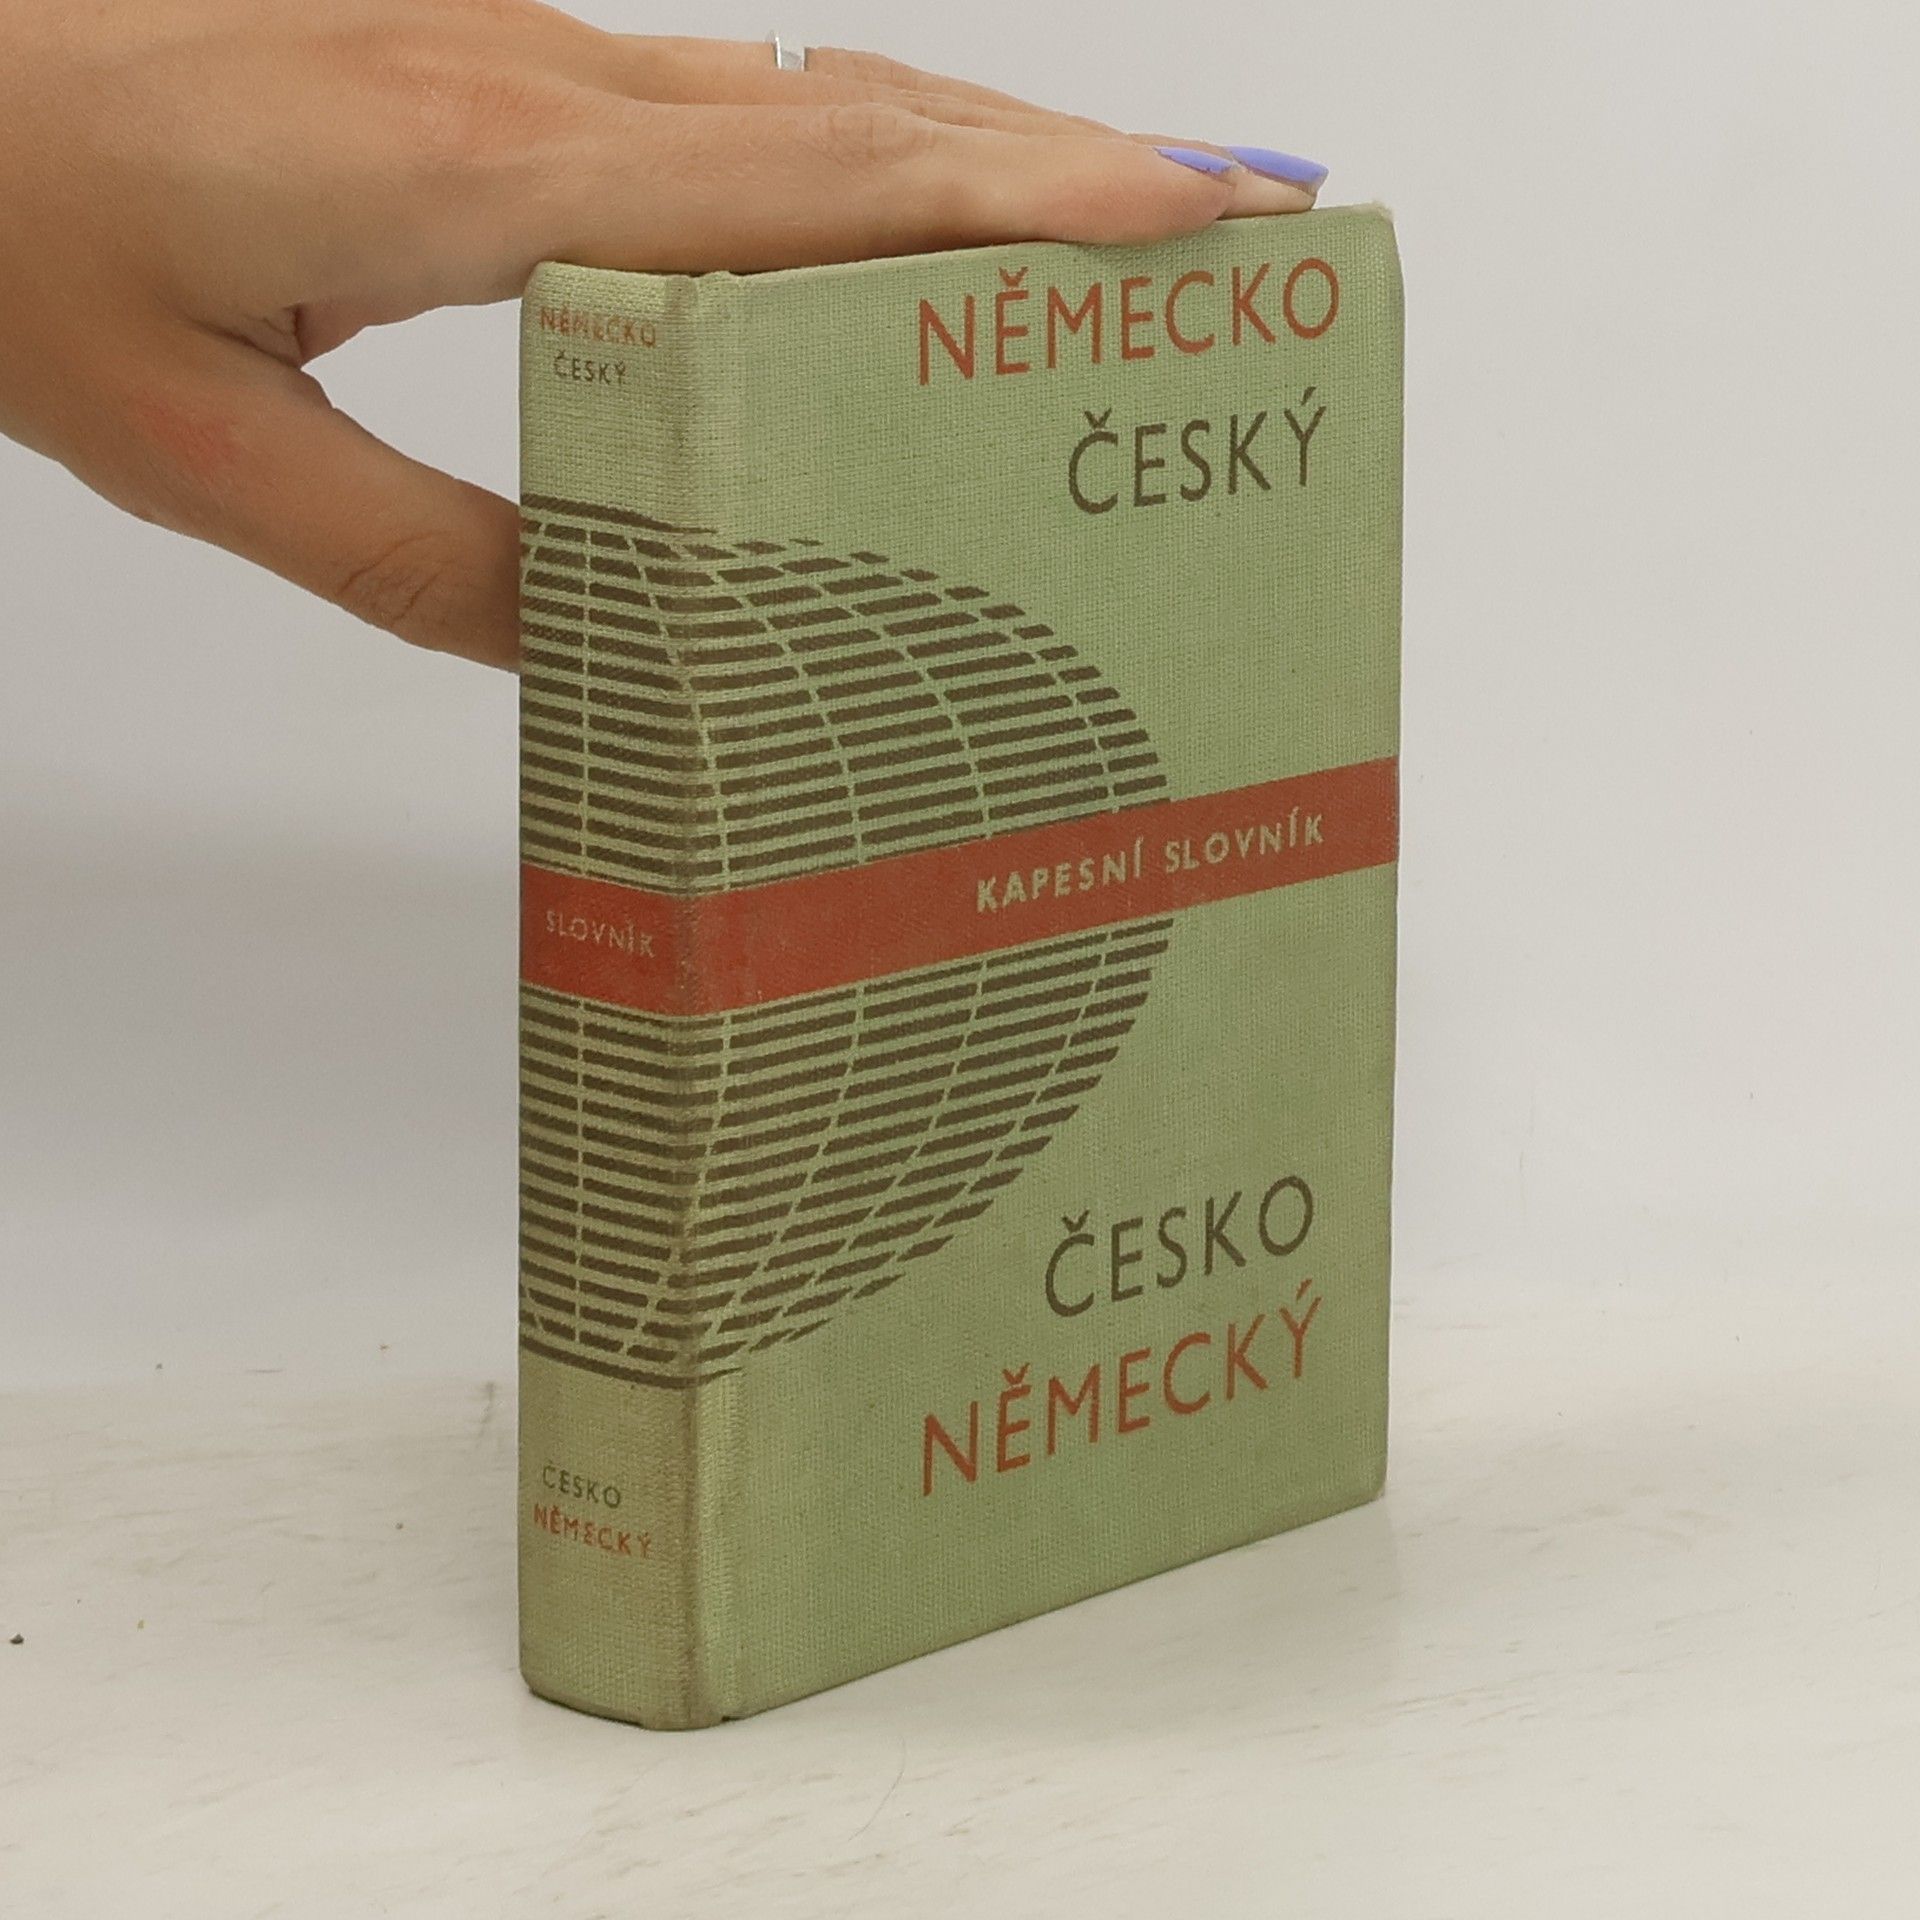 NĚMECKO
ČESKÝ
SLOVNÍK
ČESKO
NĚMECKÝ
NĚMECKO
ČESKÝ
KAPESNÍ SLOVNÍK
ČESKO
NĚMECKÝ